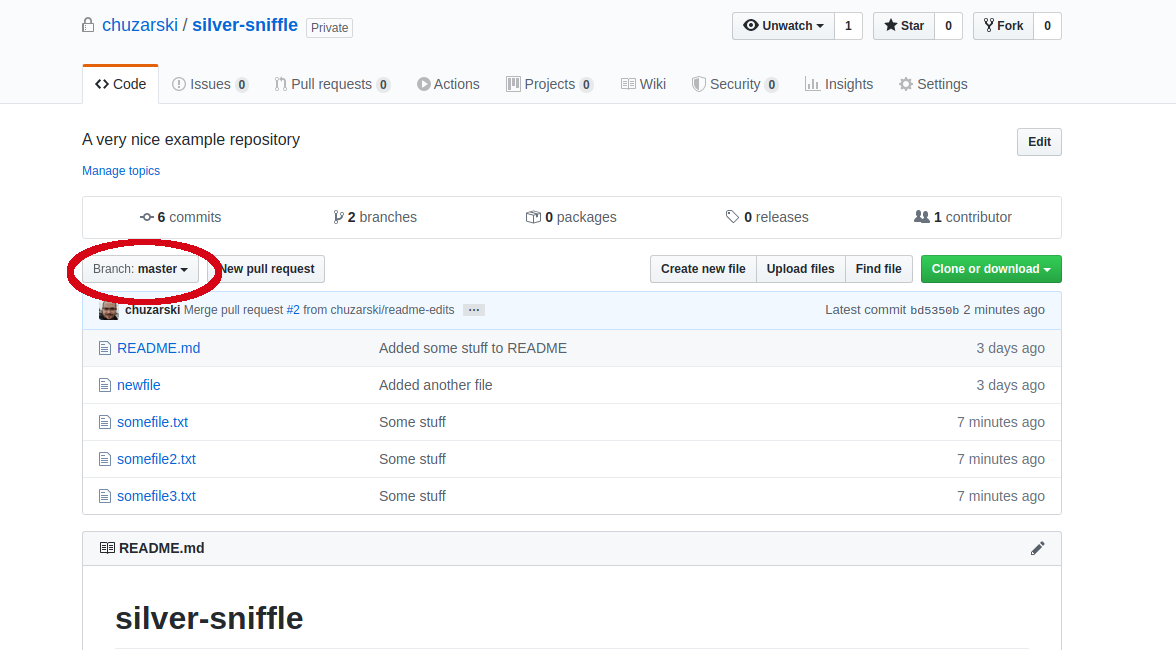 chuzarski / silver-sniffle Private Unwatch 1 Star 0 Fork 0
Code Issues 0 Pull requests 0 Actions Projects 0 Wiki Security 0 Insights Settings
A very nice example repository Edit
Manage topics
6 commits 2 branches 0 packages 0 releases 1 contributor
Branch: master New pull request Create new file Upload files Find file Clone or download
chuzarski Merge pull request #2 from chuzarski/readme-edits ... Latest commit bd5350b 2 minutes ago
README.md Added some stuff to README 3 days ago
newfile Added another file 3 days ago
somefile.txt Some stuff 7 minutes ago
somefile2.txt Some stuff 7 minutes ago
somefile3.txt Some stuff 7 minutes ago
README.md
silver-sniffle